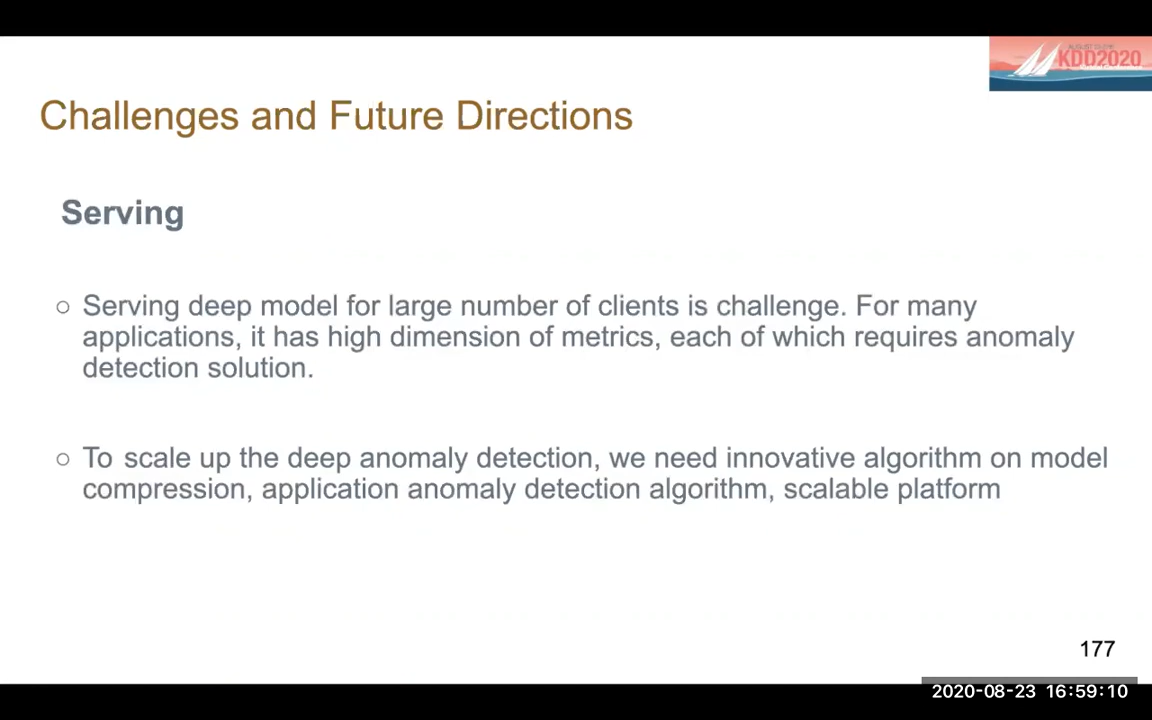 KDD2020
Challenges and Future Directions
Serving
○ Serving deep model for large number of clients is challenge. For many
applications, it has high dimension of metrics, each of which requires anomaly
detection solution.
○ To scale up the deep anomaly detection, we need innovative algorithm on model
compression, application anomaly detection algorithm, scalable platform
177
2020-08-23 16:59:10